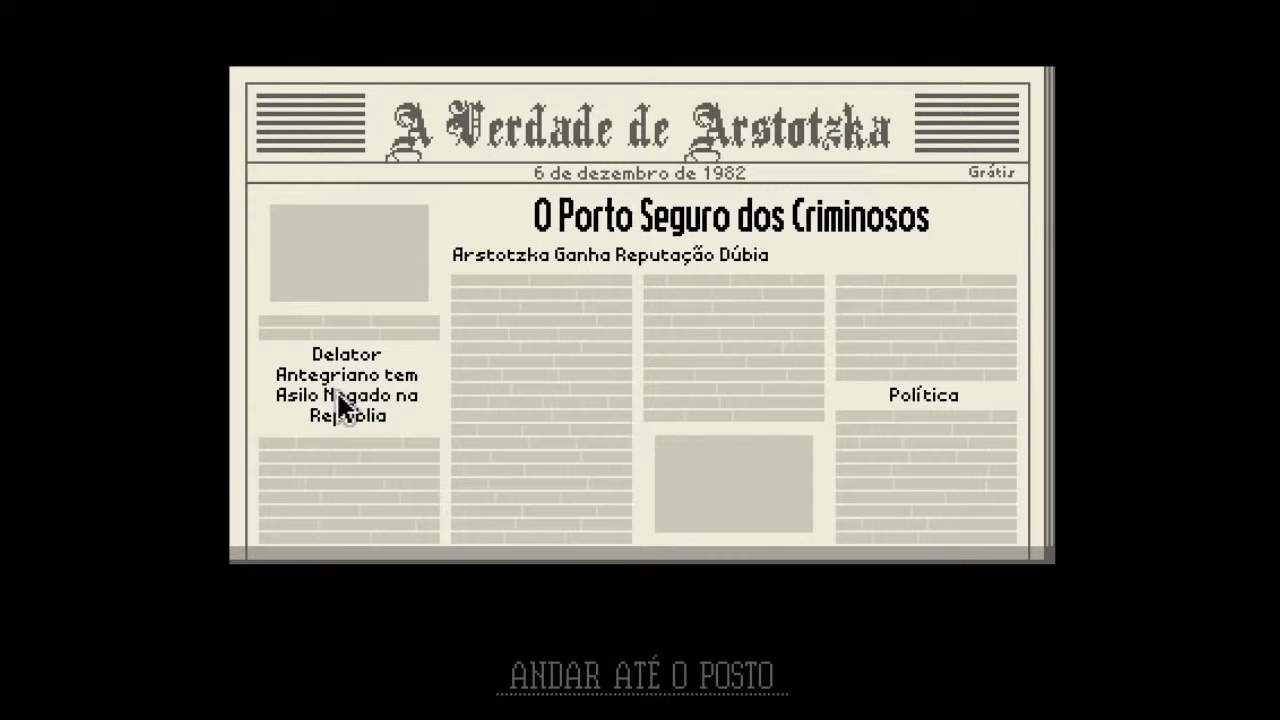 A Verdade de Arstotzka
6 de dezembro de 1982
Grátis
O Porto Seguro dos Criminosos
Arstotzka Ganha Reputação Dúbia
Delator
Antegriano tem
Asilo Negado na
Republia
Política
ANDAR ATÉ O POSTO